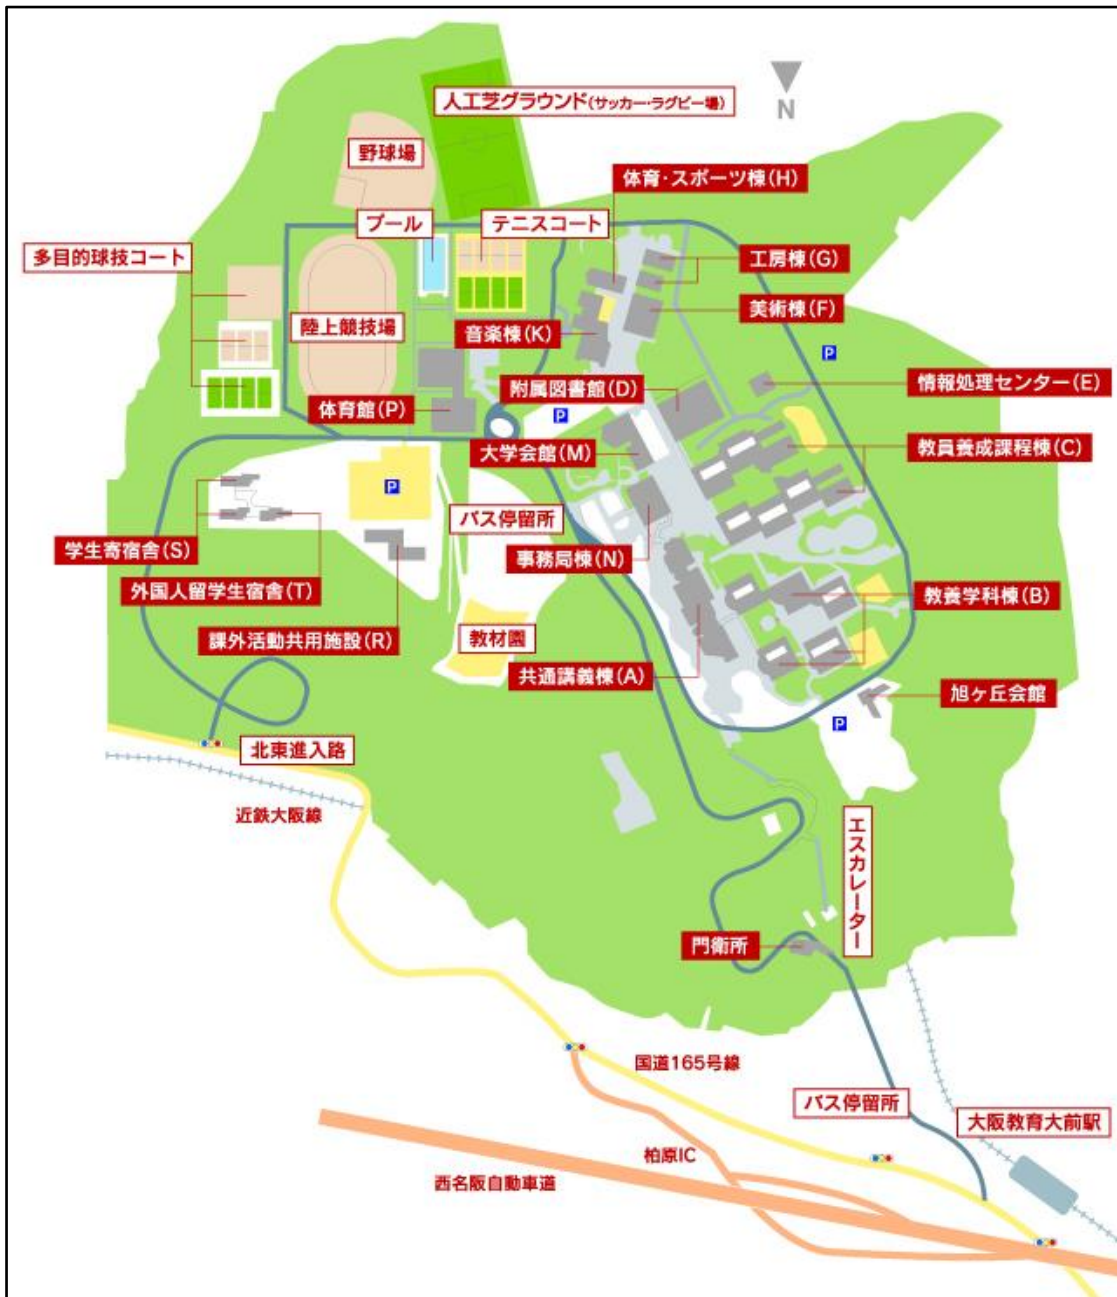 人工芝グラウンド(サッカー・ラグビー場)
N
野球場
体育・スポーツ棟(H)
プール
テニスコート
多目的球技コート
工房棟(G)
美術棟(F)
陸上競技場
音楽棟(K)
P
附属図書館(D)
情報処理センター(E)
体育館(P)
P
大学会館(M)
教員養成課程棟(C)
P
バス停留所
学生寄宿舎(S)
事務局棟(N)
外国人留学生宿舎(T)
教養学科棟(B)
課外活動共用施設(R)
教材園
共通講義棟(A)
旭ヶ丘会館
P
北東進入路
近鉄大阪線
エスカレーター
門衛所
国道165号線
バス停留所
大阪教育大前駅
柏原IC
西名阪自動車道